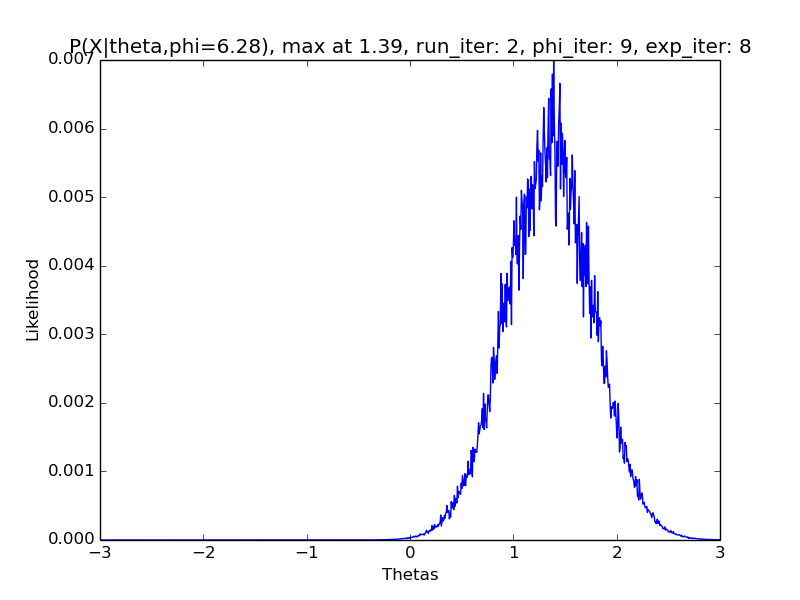 P(X|theta,phi=6.28), max at 1.39, run_iter: 2, phi_iter: 9, exp_iter: 8
0.007
0.006
0.005
0.004
0.003
0.002
0.001
0.000
Likelihood
−3 −2 −1 0 1 2 3
Thetas